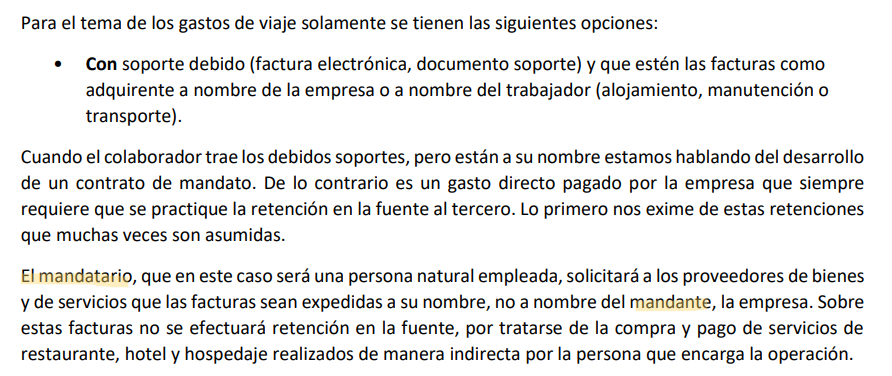 Para el tema de los gastos de viaje solamente se tienen las siguientes opciones:
• Con soporte debido (factura electrónica, documento soporte) y que estén las facturas como
adquirente a nombre de la empresa o a nombre del trabajador (alojamiento, manutención o
transporte).
Cuando el colaborador trae los debidos soportes, pero están a su nombre estamos hablando del desarrollo
de un contrato de mandato. De lo contrario es un gasto directo pagado por la empresa que siempre
requiere que se practique la retención en la fuente al tercero. Lo primero nos exime de estas retenciones
que muchas veces son asumidas.
El mandatario, que en este caso será una persona natural empleada, solicitará a los proveedores de bienes
y de servicios que las facturas sean expedidas a su nombre, no a nombre del mandante, la empresa. Sobre
estas facturas no se efectuará retención en la fuente, por tratarse de la compra y pago de servicios de
restaurante, hotel y hospedaje realizados de manera indirecta por la persona que encarga la operación.